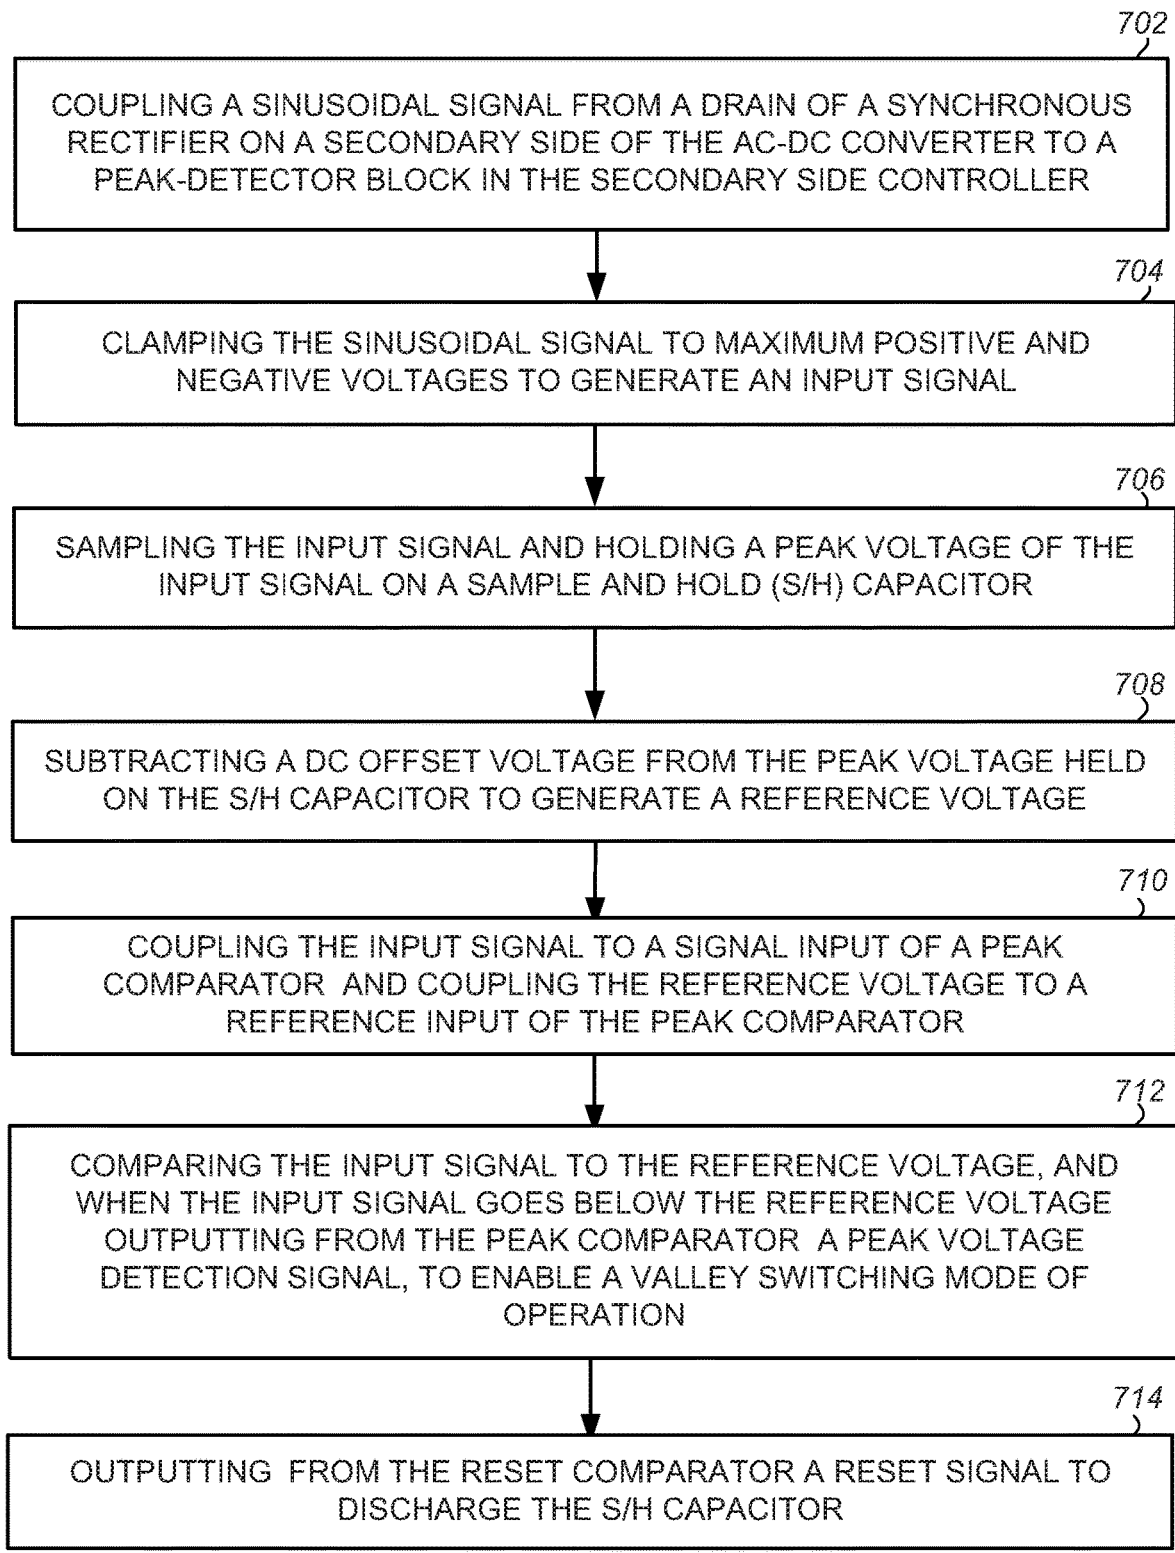 702
COUPLING A SINUSOIDAL SIGNAL FROM A DRAIN OF A SYNCHRONOUS
RECTIFIER ON A SECONDARY SIDE OF THE AC-DC CONVERTER TO A
PEAK-DETECTOR BLOCK IN THE SECONDARY SIDE CONTROLLER
704
CLAMPING THE SINUSOIDAL SIGNAL TO MAXIMUM POSITIVE AND
NEGATIVE VOLTAGES TO GENERATE AN INPUT SIGNAL
706
SAMPLING THE INPUT SIGNAL AND HOLDING A PEAK VOLTAGE OF THE
INPUT SIGNAL ON A SAMPLE AND HOLD (S/H) CAPACITOR
708
SUBTRACTING A DC OFFSET VOLTAGE FROM THE PEAK VOLTAGE HELD
ON THE S/H CAPACITOR TO GENERATE A REFERENCE VOLTAGE
710
COUPLING THE INPUT SIGNAL TO A SIGNAL INPUT OF A PEAK
COMPARATOR AND COUPLING THE REFERENCE VOLTAGE TO A
REFERENCE INPUT OF THE PEAK COMPARATOR
712
COMPARING THE INPUT SIGNAL TO THE REFERENCE VOLTAGE, AND
WHEN THE INPUT SIGNAL GOES BELOW THE REFERENCE VOLTAGE
OUTPUTTING FROM THE PEAK COMPARATOR A PEAK VOLTAGE
DETECTION SIGNAL, TO ENABLE A VALLEY SWITCHING MODE OF
OPERATION
714
OUTPUTTING FROM THE RESET COMPARATOR A RESET SIGNAL TO
DISCHARGE THE S/H CAPACITOR